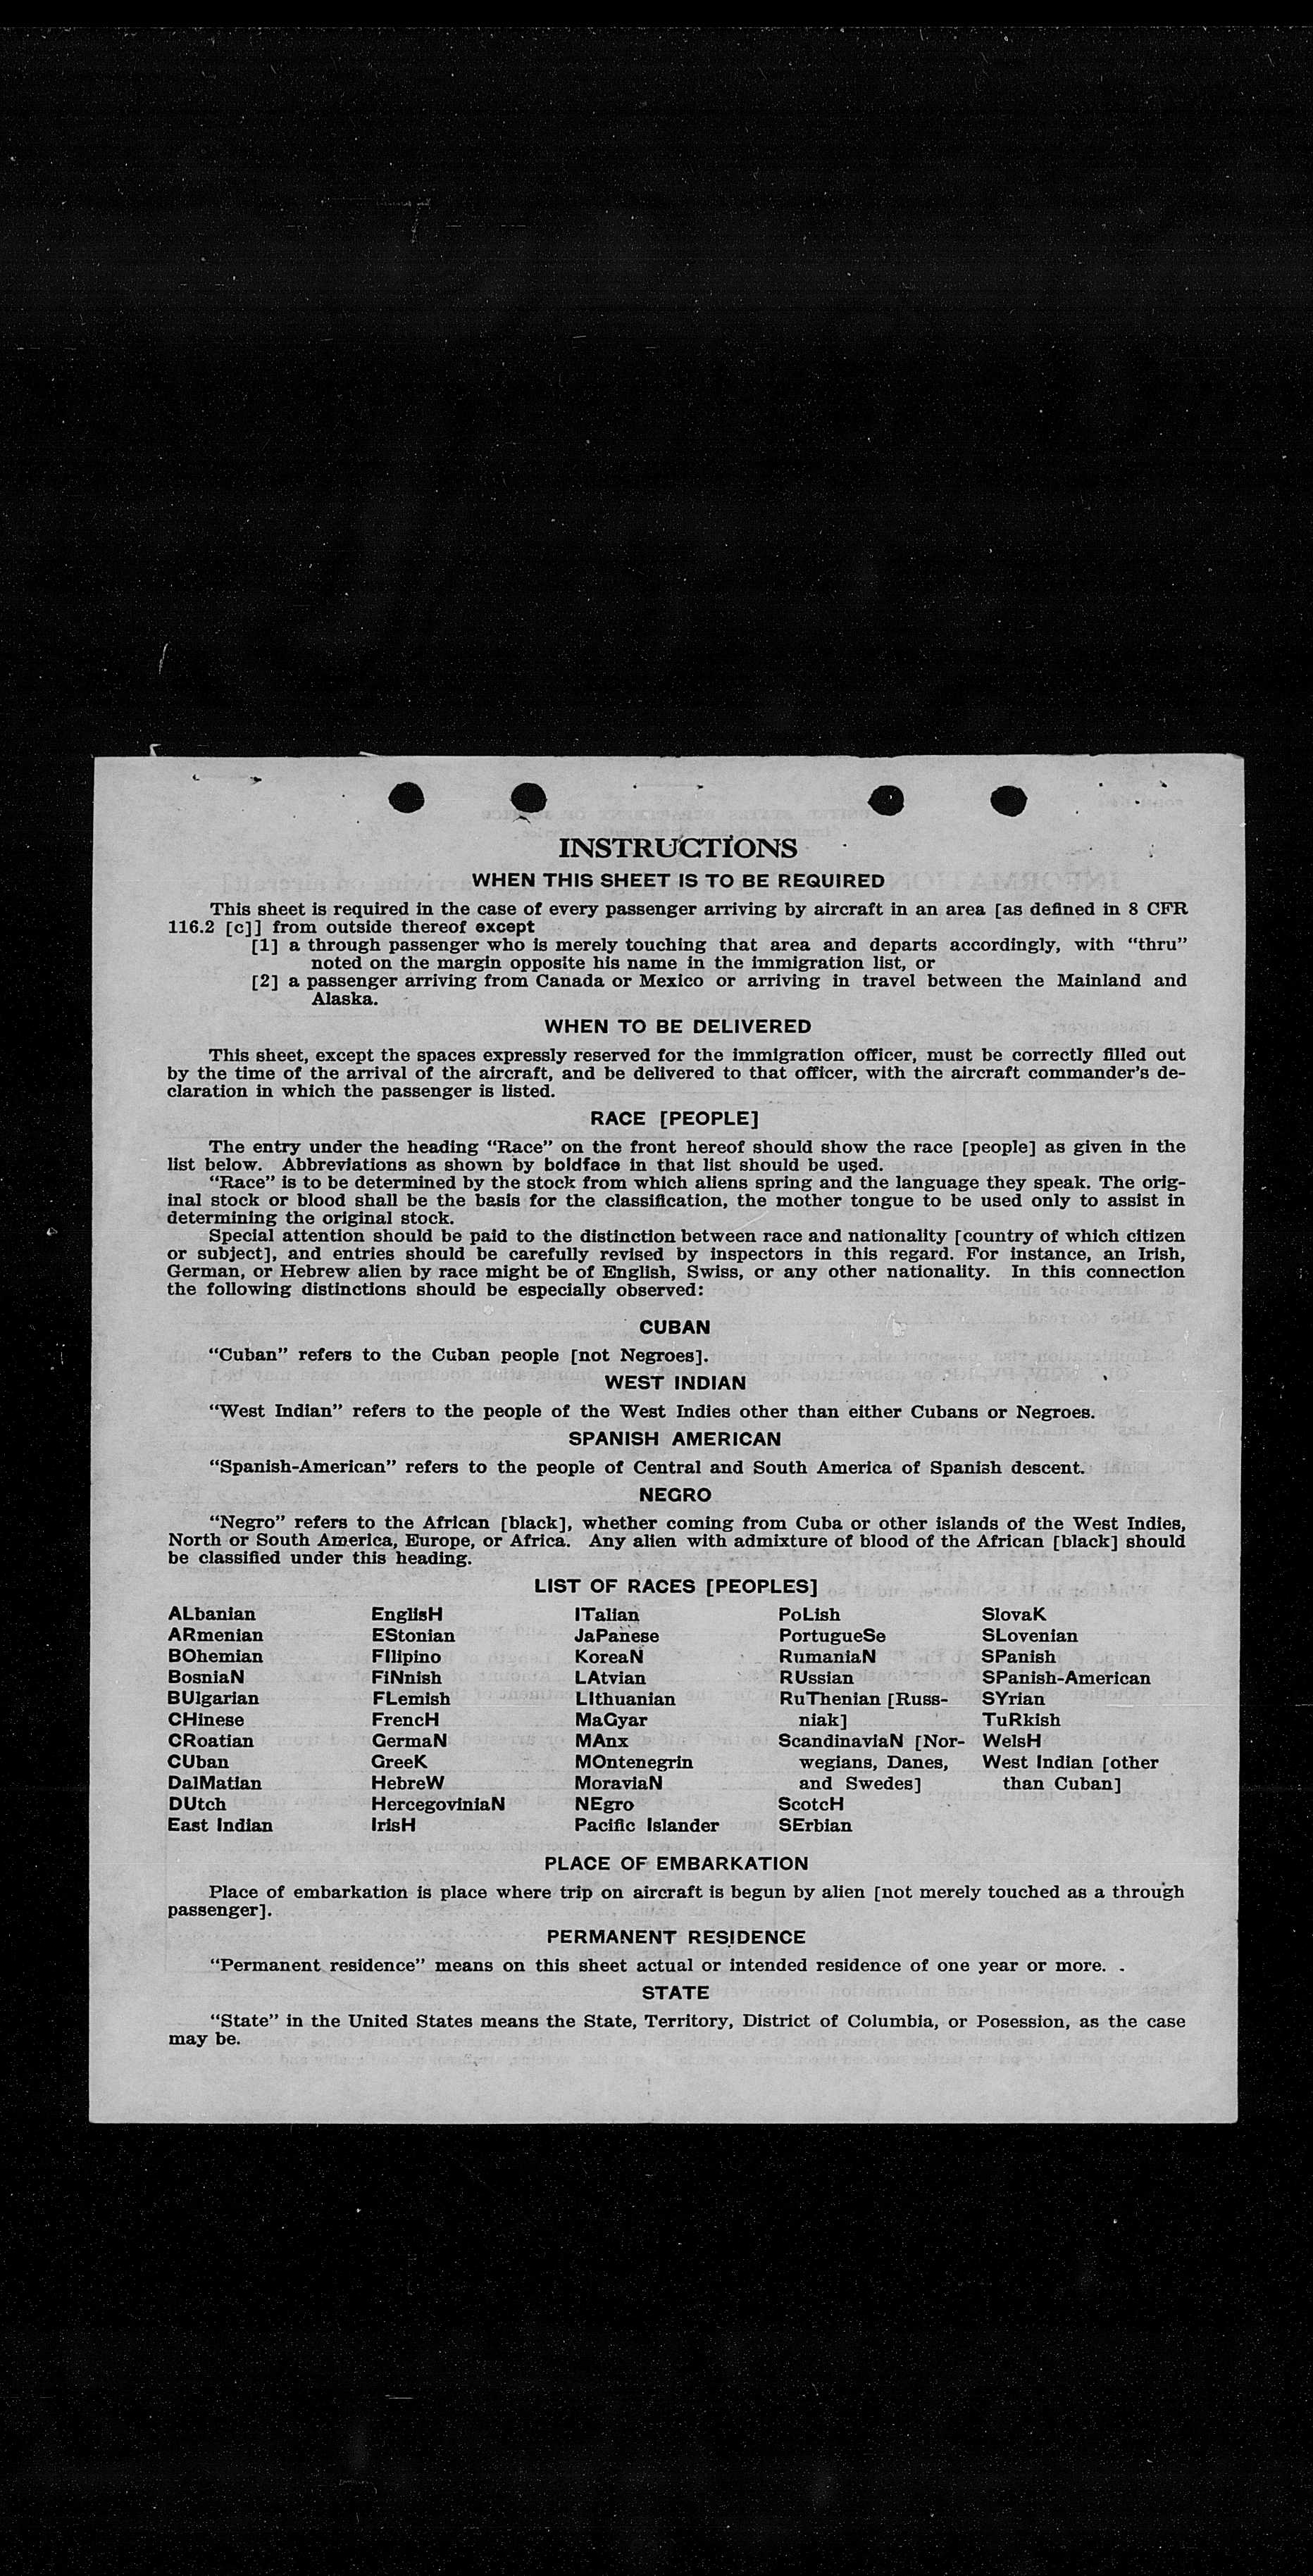 INSTRUCTIONS
WHEN THIS SHEET IS TO BE REQUIRED
This sheet is required in the case of every passenger arriving by aircraft in an area [as defined in 8 CFR
116.2 [c]] from outside thereof except
[1] a through passenger who is merely touching that area and departs accordingly, with “thru”
noted on the margin opposite his name in the immigration list, or
[2] a passenger arriving from Canada or Mexico or arriving in travel between the Mainland and
Alaska.
WHEN TO BE DELIVERED
This sheet, except the spaces expressly reserved for the immigration officer, must be correctly filled out
by the time of the arrival of the aircraft, and be delivered to that officer, with the aircraft commander's de-
claration in which the passenger is listed.
RACE [PEOPLE]
The entry under the heading “Race” on the front hereof should show the race [people] as given in the
list below. Abbreviations as shown by boldface in that list should be used.
“Race” is to be determined by the stock from which aliens spring and the language they speak. The orig-
inal stock or blood shall be the basis for the classification, the mother tongue to be used only to assist in
determining the original stock.
Special attention should be paid to the distinction between race and nationality [country of which citizen
or subject], and entries should be carefully revised by inspectors in this regard. For instance, an Irish,
German, or Hebrew alien by race might be of English, Swiss, or any other nationality. In this connection
the following distinctions should be especially observed:
CUBAN
“Cuban” refers to the Cuban people [not Negroes].
WEST INDIAN
“West Indian” refers to the people of the West Indies other than either Cubans or Negroes.
SPANISH AMERICAN
“Spanish-American” refers to the people of Central and South America of Spanish descent.
NEGRO
“Negro” refers to the African [black], whether coming from Cuba or other islands of the West Indies,
North or South America, Europe, or Africa. Any alien with admixture of blood of the African [black] should
be classified under this heading.
LIST OF RACES [PEOPLES]
ALbanian
ARmenian
BOhemian
BosniaN
BUlgarian
CHinese
CRoatian
CUban
DalMatian
DUtch
East Indian
EnglisH
EStonian
FIlipino
FiNnish
FLemish
FrencH
GermaN
GreeK
HebreW
HercegoviniaN
IrisH
ITalian
JaPanese
KoreaN
LAtvian
LIthuanian
MaGyar
MAnx
MOntenegrin
MoraviaN
NEgro
Pacific Islander
PoLish
PortugueSe
RumaniaN
RUssian
RuThenian [Russ-
niak]
ScandinaviaN [Nor-
wegians, Danes,
and Swedes]
ScotcH
SErbian
SlovaK
SLovenian
SPanish
SPanish-American
SYrian
TuRkish
WelsH
West Indian [other
than Cuban]
PLACE OF EMBARKATION
Place of embarkation is place where trip on aircraft is begun by alien [not merely touched as a through
passenger].
PERMANENT RESIDENCE
“Permanent residence” means on this sheet actual or intended residence of one year or more.
STATE
“State” in the United States means the State, Territory, District of Columbia, or Posession, as the case
may be.